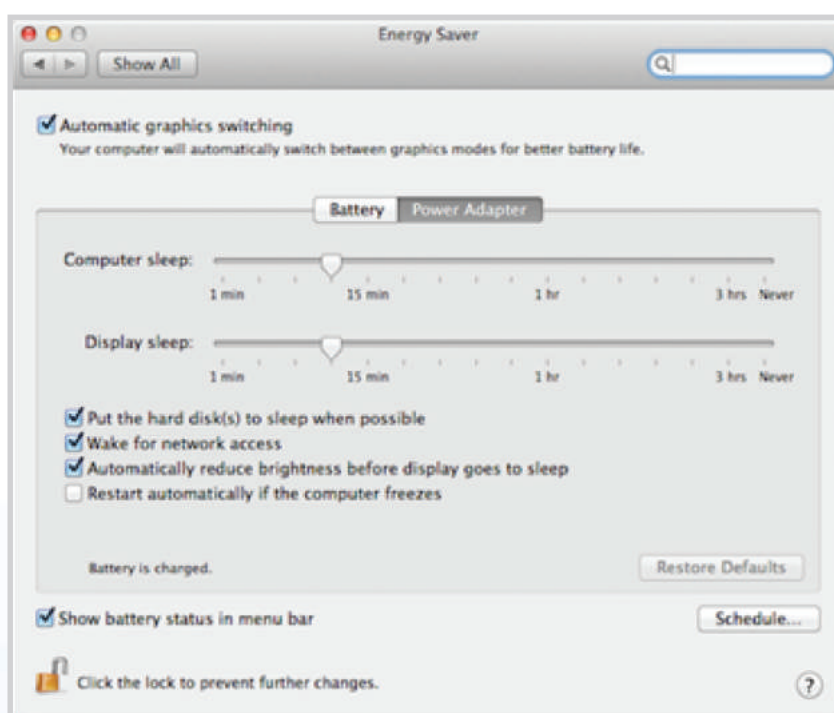 Energy Saver
Show All
Automatic graphics switching
Your computer will automatically switch between graphics modes for better battery life.
Battery Power Adapter
Computer sleep:
1 min 15 min 1 hr 3 hrs Never
Display sleep:
1 min 15 min 1 hr 3 hrs Never
Put the hard disk(s) to sleep when possible
Wake for network access
Automatically reduce brightness before display goes to sleep
Restart automatically if the computer freezes
Battery is charged.
Restore Defaults
Show battery status in menu bar
Schedule...
Click the lock to prevent further changes.
?